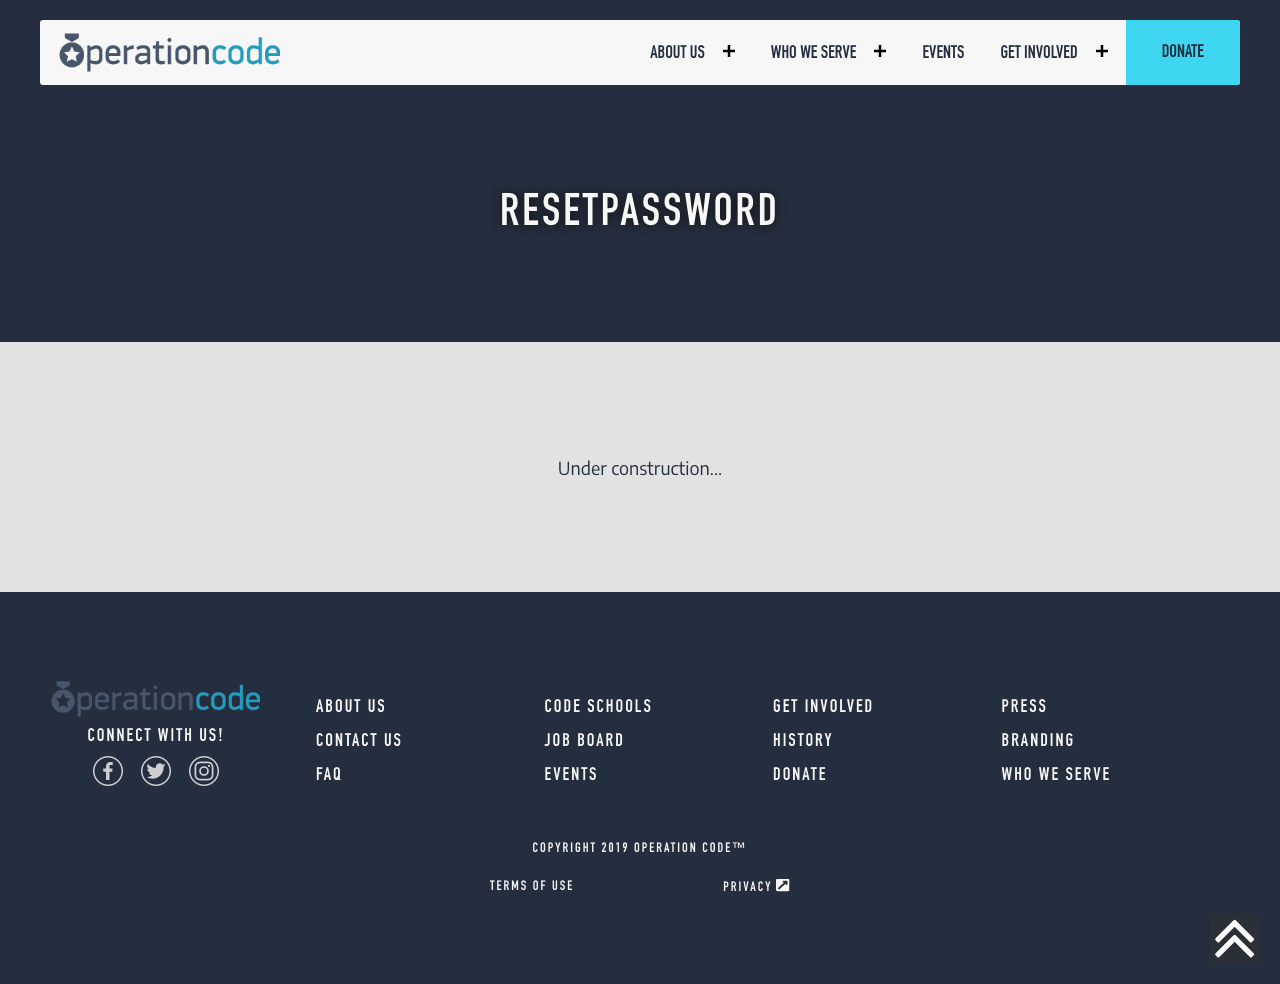 operationcode
ABOUT US
WHO WE SERVE
EVENTS
GET INVOLVED
DONATE
RESETPASSWORD
Under construction...
operationcode
CONNECT WITH US!
ABOUT US
CONTACT US
FAQ
CODE SCHOOLS
JOB BOARD
EVENTS
GET INVOLVED
HISTORY
DONATE
PRESS
BRANDING
WHO WE SERVE
COPYRIGHT 2019 OPERATION CODE™
TERMS OF USE
PRIVACY